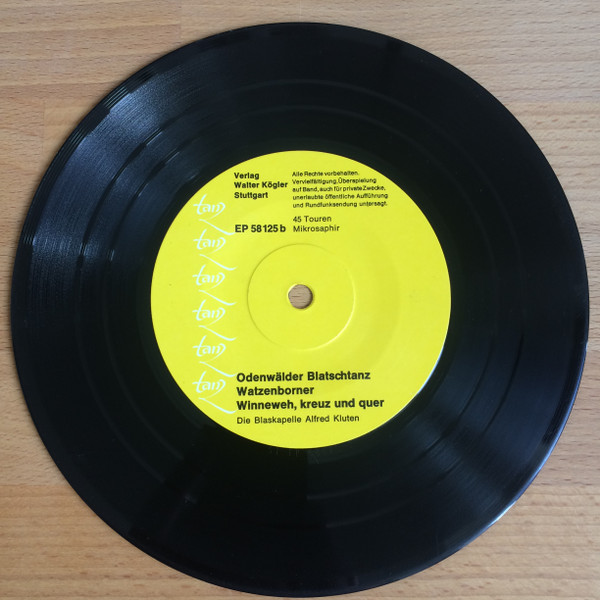 Verlag
Walter Kögler
Stuttgart
Alle Rechte vorbehalten.
Vervielfältigung, Überspielung
auf Band, auch für private Zwecke,
unerlaubte öffentliche Aufführung
und Rundfunksendung untersagt.
EP 58125 b
45 Touren
Mikrosaphir
tanz
tanz
tanz
tanz
tanz
tanz
Odenwälder Blatschtanz
Watzenborner
Winneweh, kreuz und quer
Die Blaskapelle Alfred Kluten